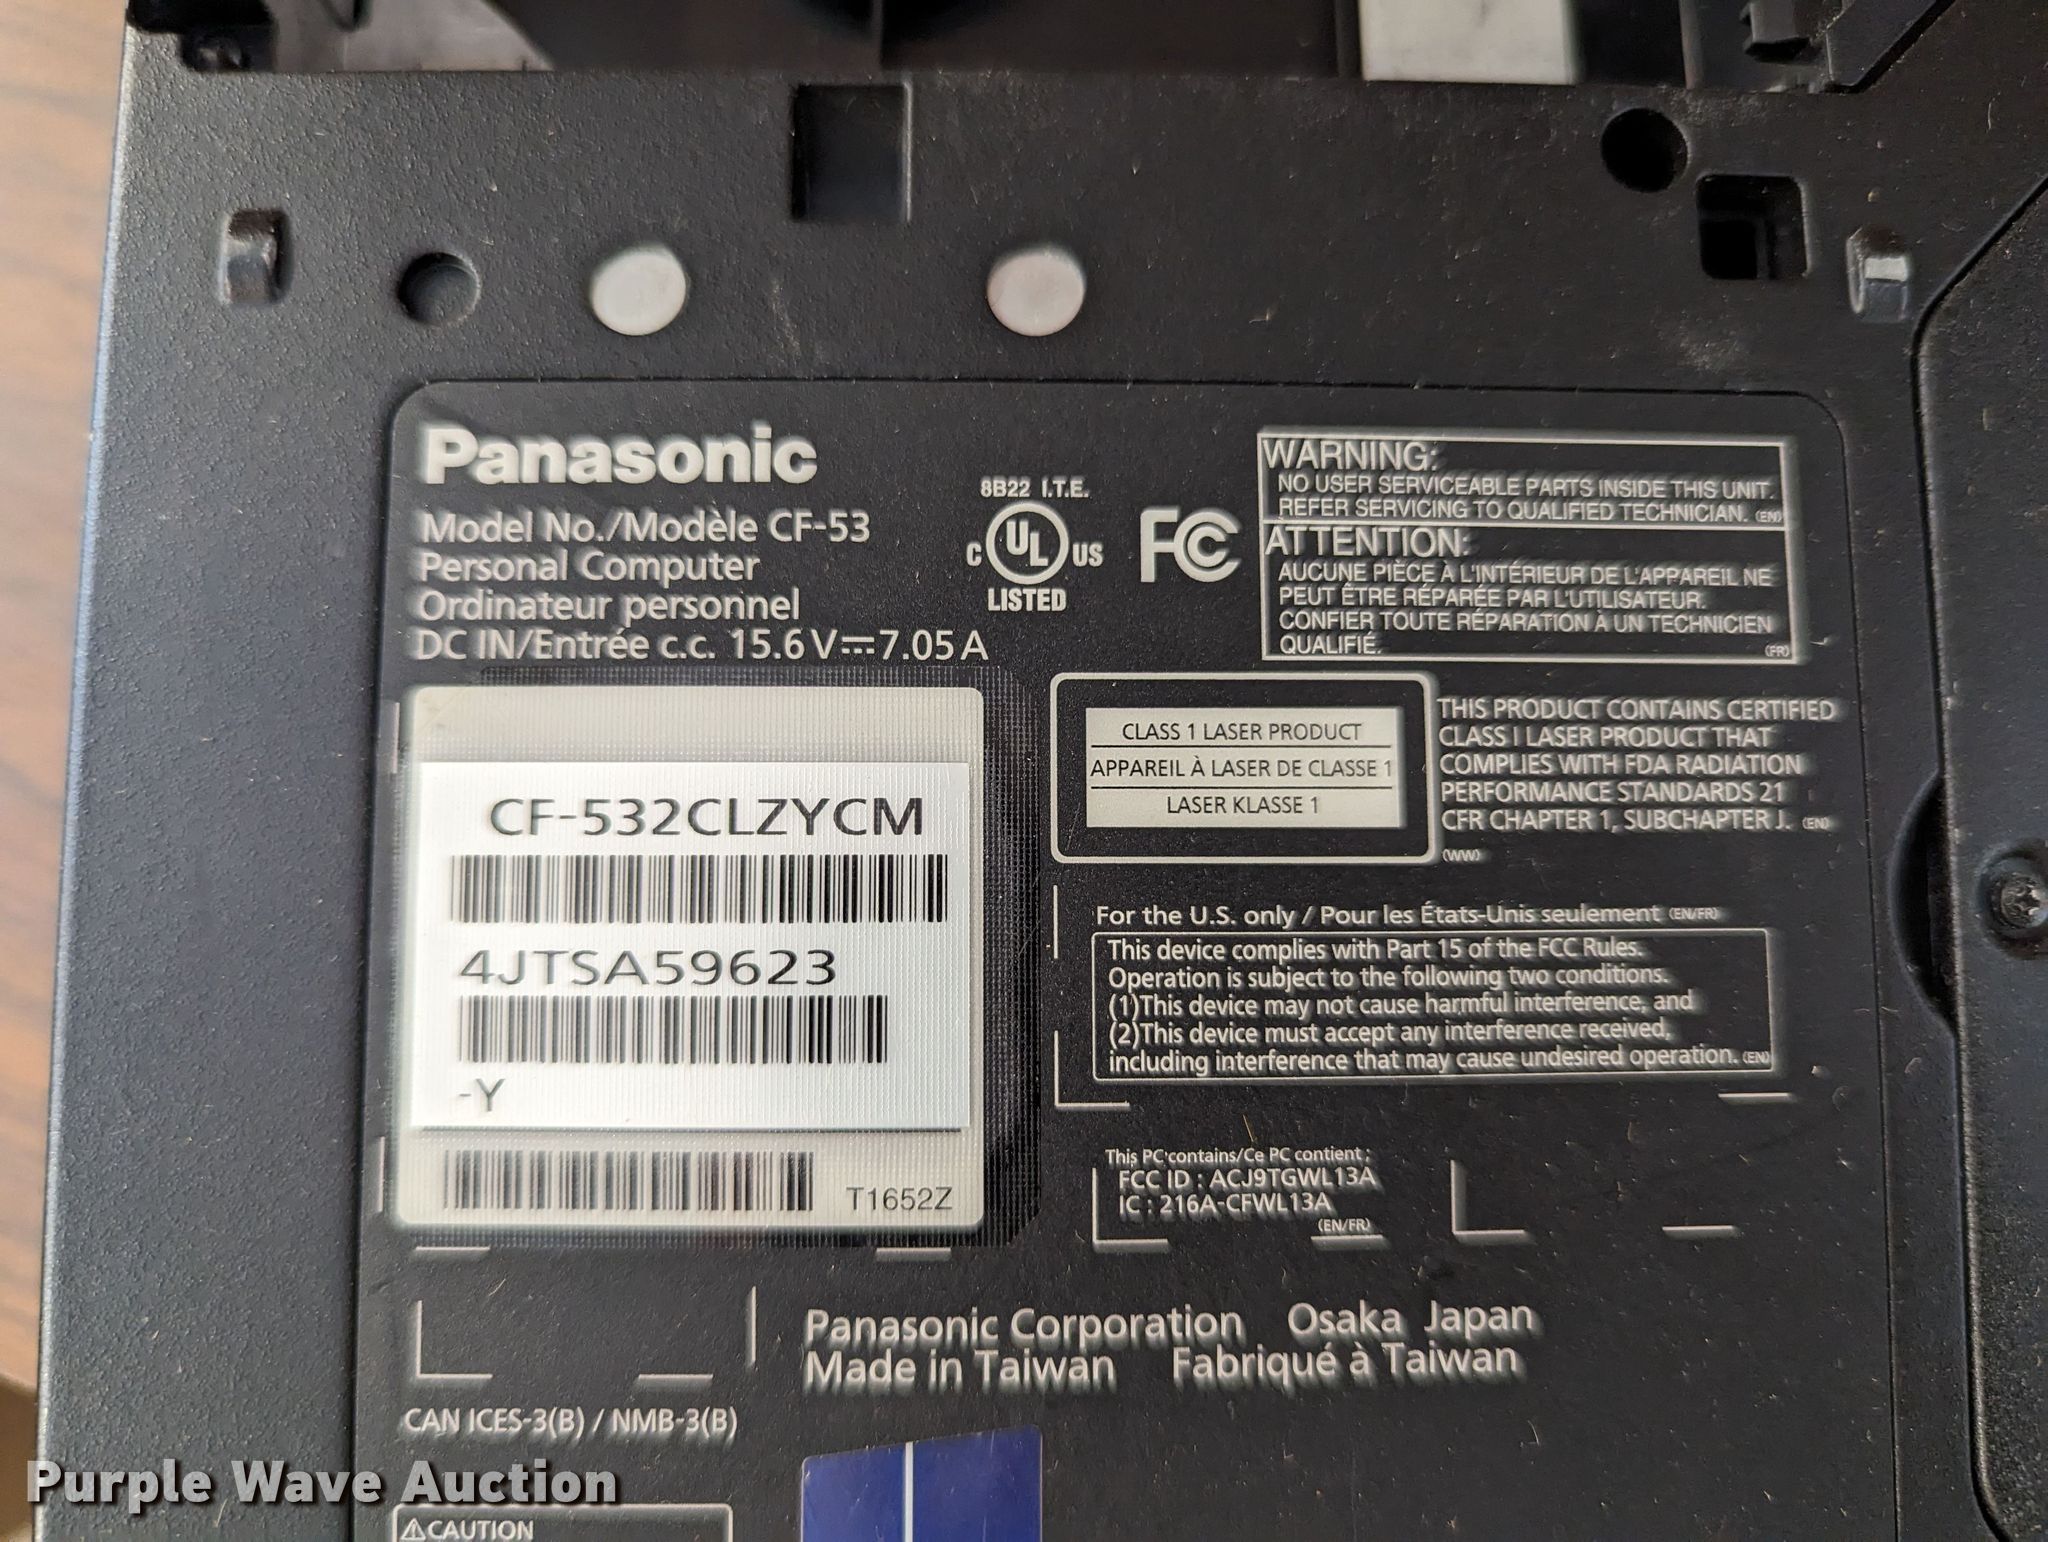 Panasonic
Model No./Modèle CF-53
Personal Computer
Ordinateur personnel
DC IN/Entrée c.c. 15.6 V⎓7.05 A
8B22 I.T.E.
C UL US
LISTED
FC
WARNING:
NO USER SERVICEABLE PARTS INSIDE THIS UNIT.
REFER SERVICING TO QUALIFIED TECHNICIAN. (EN)
ATTENTION:
AUCUNE PIÈCE À L'INTÉRIEUR DE L'APPAREIL NE
PEUT ÊTRE RÉPARÉE PAR L'UTILISATEUR.
CONFIER TOUTE RÉPARATION À UN TECHNICIEN
QUALIFIÉ. (FR)
CF-532CLZYCM
4JTSA59623
-Y
T1652Z
CLASS 1 LASER PRODUCT
APPAREIL À LASER DE CLASSE 1
LASER KLASSE 1
THIS PRODUCT CONTAINS CERTIFIED
CLASS I LASER PRODUCT THAT
COMPLIES WITH FDA RADIATION
PERFORMANCE STANDARDS 21
CFR CHAPTER 1, SUBCHAPTER J. (EN)
(WW)
For the U.S. only / Pour les États-Unis seulement (EN/FR)
This device complies with Part 15 of the FCC Rules.
Operation is subject to the following two conditions.
(1)This device may not cause harmful interference, and
(2)This device must accept any interference received,
including interference that may cause undesired operation. (EN)
This PC contains/Ce PC contient :
FCC ID : ACJ9TGWL13A
IC : 216A-CFWL13A
(EN/FR)
Panasonic Corporation Osaka Japan
Made in Taiwan Fabriqué à Taiwan
CAN ICES-3(B) / NMB-3(B)
Purple Wave Auction
⚠CAUTION